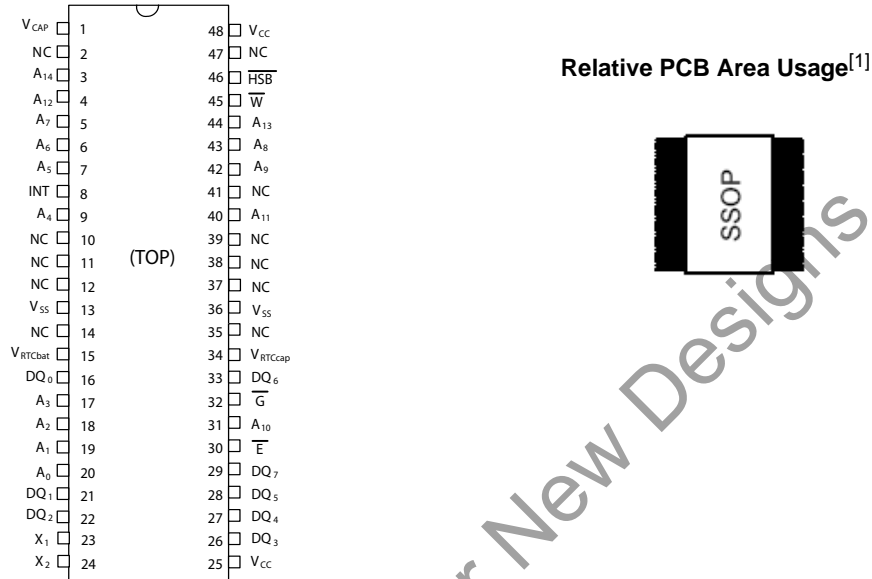 V CAP 1 48 V CC
NC 2 47 NC
A14 3 46 HSB
A12 4 45 W
A7 5 44 A13
A6 6 43 A8
A5 7 42 A9
INT 8 41 NC
A4 9 40 A11
NC 10 39 NC
NC 11 38 NC
NC 12 37 NC
VSS 13 36 VSS
NC 14 35 NC
VRTCbat 15 34 VRTCcap
DQ0 16 33 DQ6
A3 17 32 G
A2 18 31 A10
A1 19 30 E
A0 20 29 DQ7
DQ1 21 28 DQ5
DQ2 22 27 DQ4
X1 23 26 DQ3
X2 24 25 VCC
(TOP)
Relative PCB Area Usage[1]
SSOP
r New Designs